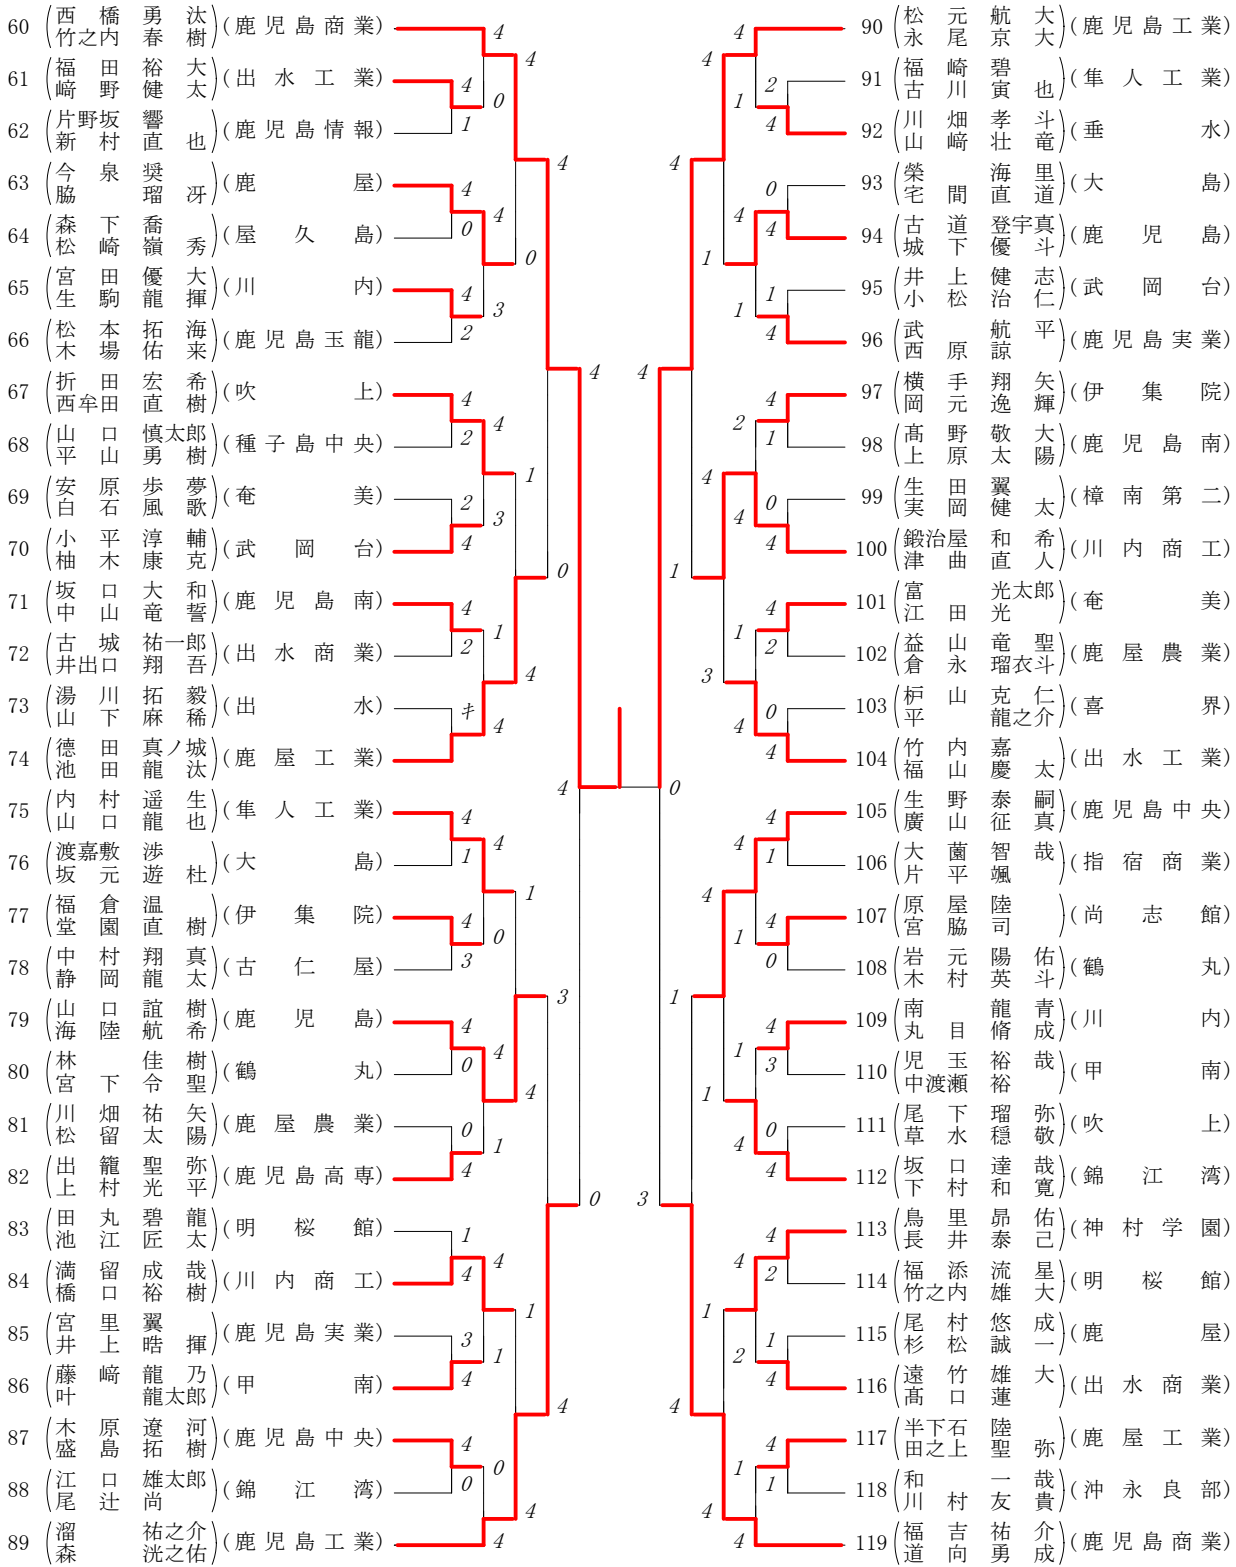 60 西橋勇汰 竹之内春樹 (鹿児島商業)
61 福田裕大 﨑野健太 (出水工業)
62 片野坂響 新村直也 (鹿児島情報)
63 今泉奨 脇瑠冴 (鹿屋)
64 森下喬 松崎嶺秀 (屋久島)
65 宮田優大 生駒龍揮 (川内)
66 松本拓海 木場佑来 (鹿児島玉龍)
67 折田宏希 西牟田直樹 (吹上)
68 山口慎太郎 平山勇樹 (種子島中央)
69 安原歩夢 白石風歌 (奄美)
70 小平淳輔 柚木康克 (武岡台)
71 坂口大和 中山竜誓 (鹿児島南)
72 古城祐一郎 井出口翔吾 (出水商業)
73 湯川拓毅 山下麻稀 (出水)
74 德田真ノ城 池田龍汰 (鹿屋工業)
75 内村遥生 山口龍也 (隼人工業)
76 渡嘉敷渉 坂元遊杜 (大島)
77 福倉温 堂園直樹 (伊集院)
78 中村翔真 静岡龍太 (古仁屋)
79 山口誼樹 海陸航希 (鹿児島)
80 林佳樹 宮下令聖 (鶴丸)
81 川畑祐矢 松留太陽 (鹿屋農業)
82 出籠聖弥 上村光平 (鹿児島高専)
83 田丸碧龍 池江匠太 (明桜館)
84 満留成哉 橋口裕樹 (川内商工)
85 宮里翼 井上晧揮 (鹿児島実業)
86 藤﨑龍乃 叶龍太郎 (甲南)
87 木原遼河 盛島拓樹 (鹿児島中央)
88 江口雄太郎 尾辻尚 (錦江湾)
89 溜祐之介 森洸之佑 (鹿児島工業)
90 松元航大 永尾京大 (鹿児島工業)
91 福崎碧 古川寅也 (隼人工業)
92 川畑孝斗 山﨑壮竜 (垂水)
93 榮海里 宅間直道 (大島)
94 古道登宇真 城下優斗 (鹿児島)
95 井上健志 小松治仁 (武岡台)
96 武航平 西原諒 (鹿児島実業)
97 横手翔矢 岡元逸輝 (伊集院)
98 髙野敬大 上原太陽 (鹿児島南)
99 生田翼 実岡健太 (樟南第二)
100 鍛治屋和希 津曲直人 (川内商工)
101 富光太郎 江田光 (奄美)
102 益山竜聖 倉永瑠衣斗 (鹿屋農業)
103 枦山克仁 平龍之介 (喜界)
104 竹内嘉 福山慶太 (出水工業)
105 生野泰嗣 廣山征真 (鹿児島中央)
106 大薗智哉 片平颯 (指宿商業)
107 原屋陸 宮脇司 (尚志館)
108 岩元陽佑 木村英斗 (鶴丸)
109 南龍青 丸目脩成 (川内)
110 児玉裕哉 中渡瀬裕 (甲南)
111 尾下瑠弥 草水穏敬 (吹上)
112 坂口達哉 下村和寛 (錦江湾)
113 鳥里昴佑 長井泰己 (神村学園)
114 福添流星 竹之内雄大 (明桜館)
115 尾村悠成 杉松誠一 (鹿屋)
116 遠竹雄大 髙口蓮 (出水商業)
117 半下石陸 田之上聖弥 (鹿屋工業)
118 和一哉 川村友貴 (沖永良部)
119 福吉祐介 道向勇成 (鹿児島商業)